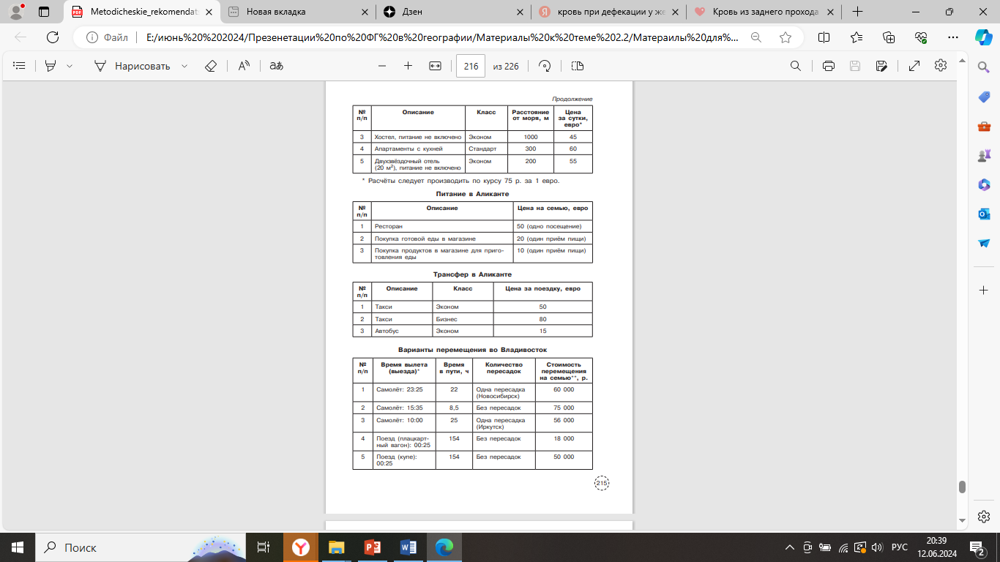 Metodicheskie_rekomendat
Новая вкладка
Дзен
кровь при дефекации у же
Кровь из заднего прохода
Файл
E:/июнь%20%202024/Презенетации%20по%20ФГ%20в%20географии/Материалы%20к%20теме%202.2/Матераилы%20для%...
Нарисовать
аあ
216 из 226
Продолжение
№ п/п Описание Класс Расстояние от моря, м Цена за сутки, евро*
3 Хостел, питание не включено Эконом 1000 45
4 Апартаменты с кухней Стандарт 300 60
5 Двухзвёздочный отель (20 м²), питание не включено Эконом 200 55
* Расчёты следует производить по курсу 75 р. за 1 евро.
Питание в Аликанте
№ п/п Описание Цена на семью, евро
1 Ресторан 50 (одно посещение)
2 Покупка готовой еды в магазине 20 (один приём пищи)
3 Покупка продуктов в магазине для приго-
товления еды 10 (один приём пищи)
Трансфер в Аликанте
№ п/п Описание Класс Цена за поездку, евро
1 Такси Эконом 50
2 Такси Бизнес 80
3 Автобус Эконом 15
Варианты перемещения во Владивосток
№ п/п Время вылета (выезда)* Время в пути, ч Количество пересадок Стоимость перемещения на семью**, р.
1 Самолёт: 23:25 22 Одна пересадка (Новосибирск) 60 000
2 Самолёт: 15:35 8,5 Без пересадок 75 000
3 Самолёт: 10:00 25 Одна пересадка (Иркутск) 56 000
4 Поезд (плацкарт-
ный вагон): 00:25 154 Без пересадок 18 000
5 Поезд (купе): 00:25 154 Без пересадок 50 000
215
Поиск
РУС
20:39
12.06.2024
2